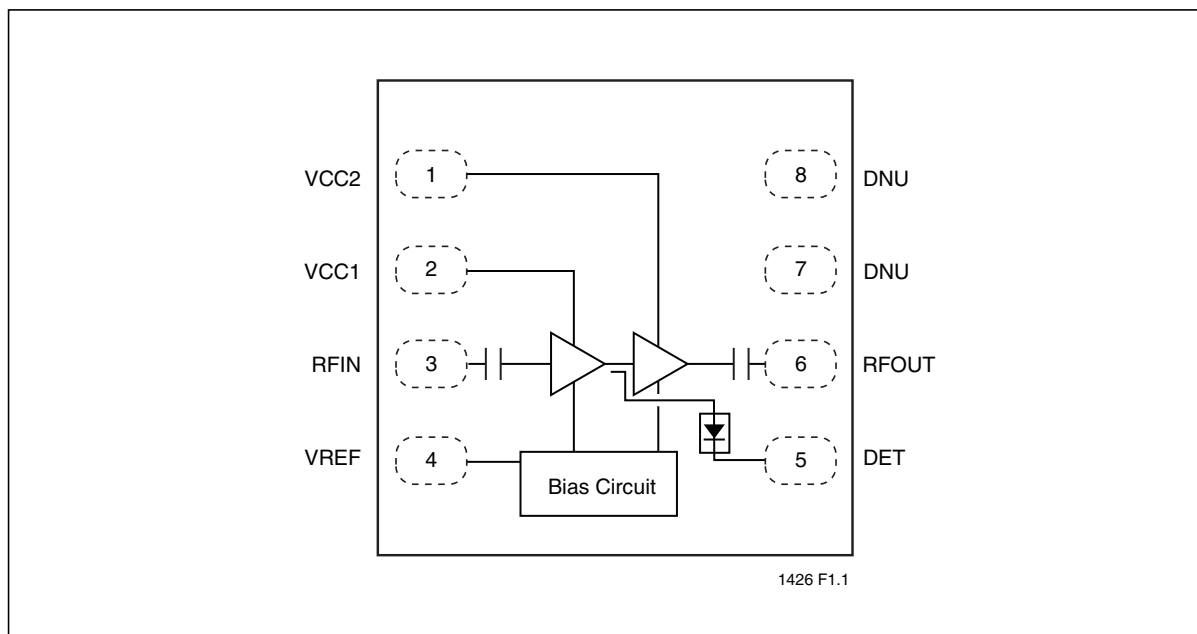 VCC2 1 8 DNU
VCC1 2 7 DNU
RFIN 3 6 RFOUT
VREF 4 5 DET
Bias Circuit
1426 F1.1